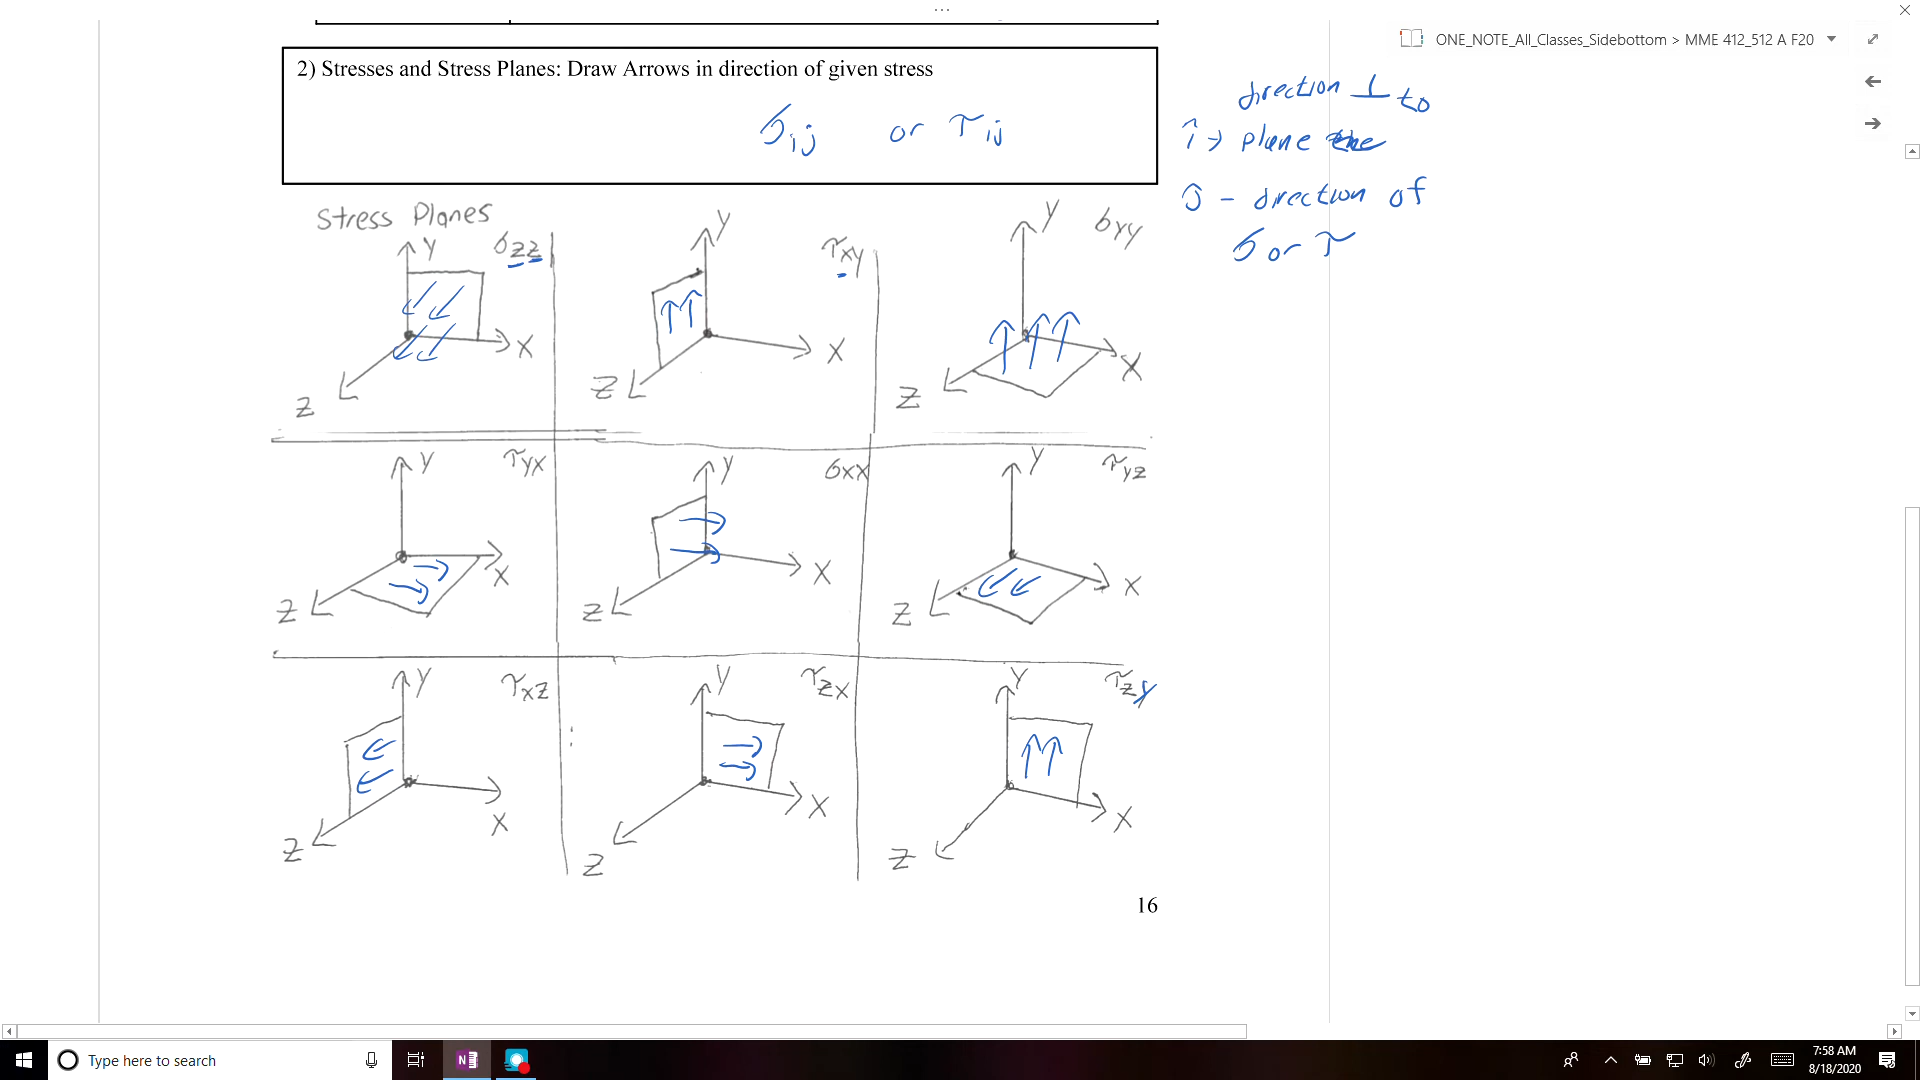 ONE_NOTE_All_Classes_Sidebottom > MME 412_512 A F20
2) Stresses and Stress Planes: Draw Arrows in direction of given stress
σij or τij
direction ⊥ to
î → plane
ĵ - direction of
σ or τ
Stress Planes
Y σzz
X
Z
Y τxy
X
Z
Y σyy
X
Z
Y τyx
X
Z
Y σxx
X
Z
Y τyz
X
Z
Y τxz
X
Z
Y τzx
X
Z
Y τzy
X
Z
16
Type here to search
7:58 AM
8/18/2020